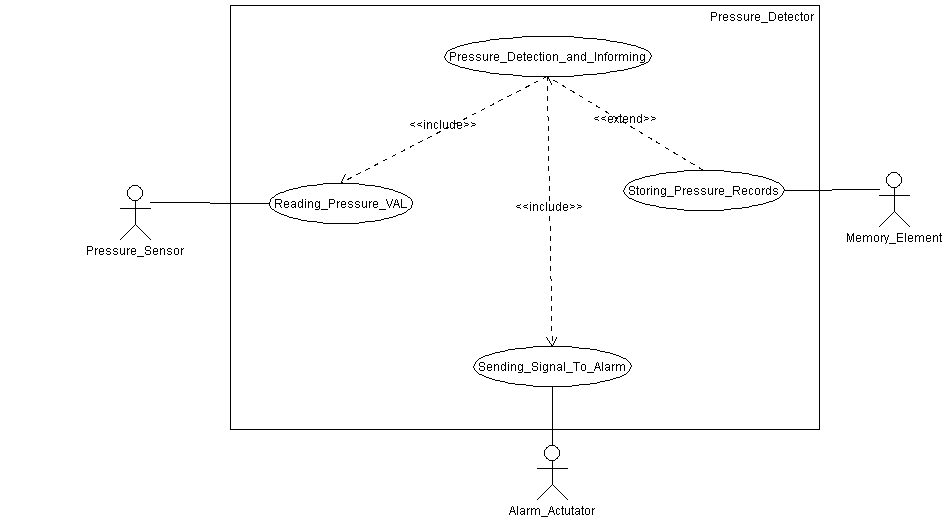 Pressure_Detector
Pressure_Detection_and_Informing
<<include>>
<<extend>>
Reading_Pressure_VAL
Storing_Pressure_Records
<<include>>
Pressure_Sensor
Memory_Element
Sending_Signal_To_Alarm
Alarm_Actutator